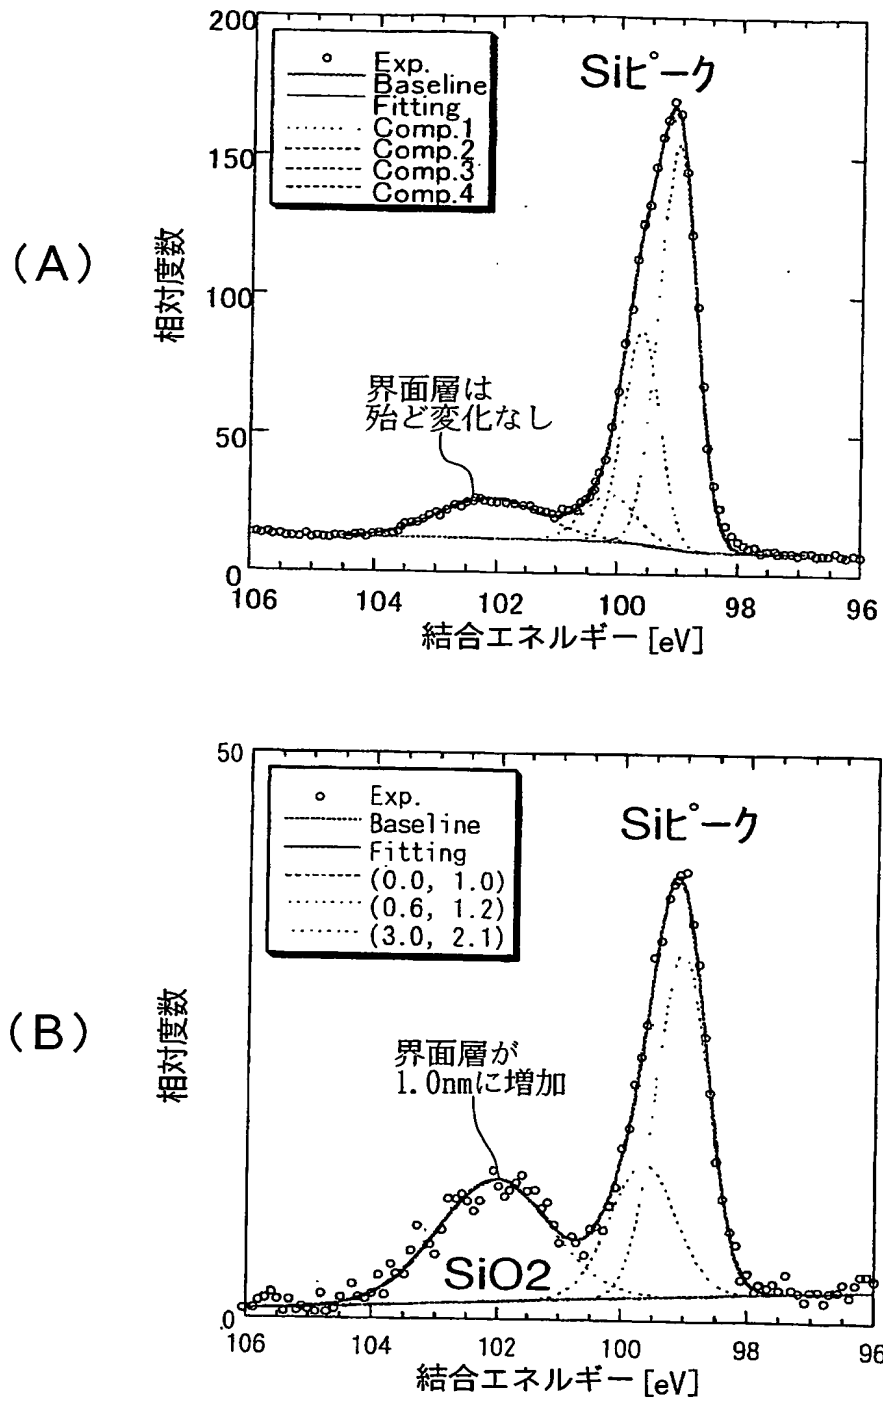 (A)
200
150
100
50
0
Exp.
Baseline
Fitting
Comp.1
Comp.2
Comp.3
Comp.4
Siピーク
相対度数
界面層は
殆ど変化なし
106 104 102 100 98 96
結合エネルギー[eV]
(B)
50
0
Exp.
Baseline
Fitting
(0.0, 1.0)
(0.6, 1.2)
(3.0, 2.1)
Siピーク
相対度数
界面層が
1.0nmに増加
SiO2
106 104 102 100 98 96
結合エネルギー[eV]